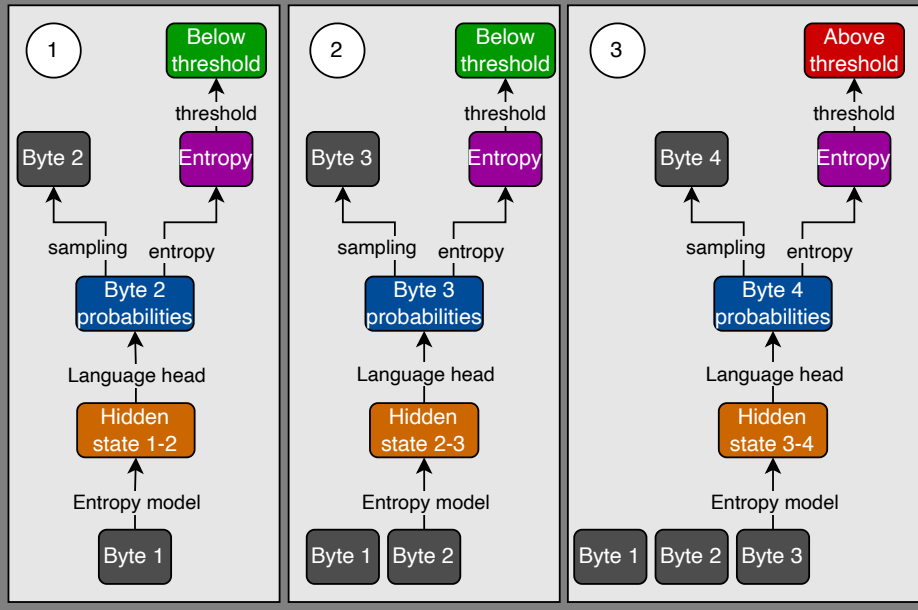 1
Below
threshold
threshold
Byte 2
Entropy
sampling
entropy
Byte 2
probabilities
Language head
Hidden
state 1-2
Entropy model
Byte 1
2
Below
threshold
threshold
Byte 3
Entropy
sampling
entropy
Byte 3
probabilities
Language head
Hidden
state 2-3
Entropy model
Byte 1
Byte 2
3
Above
threshold
threshold
Byte 4
Entropy
sampling
entropy
Byte 4
probabilities
Language head
Hidden
state 3-4
Entropy model
Byte 1
Byte 2
Byte 3